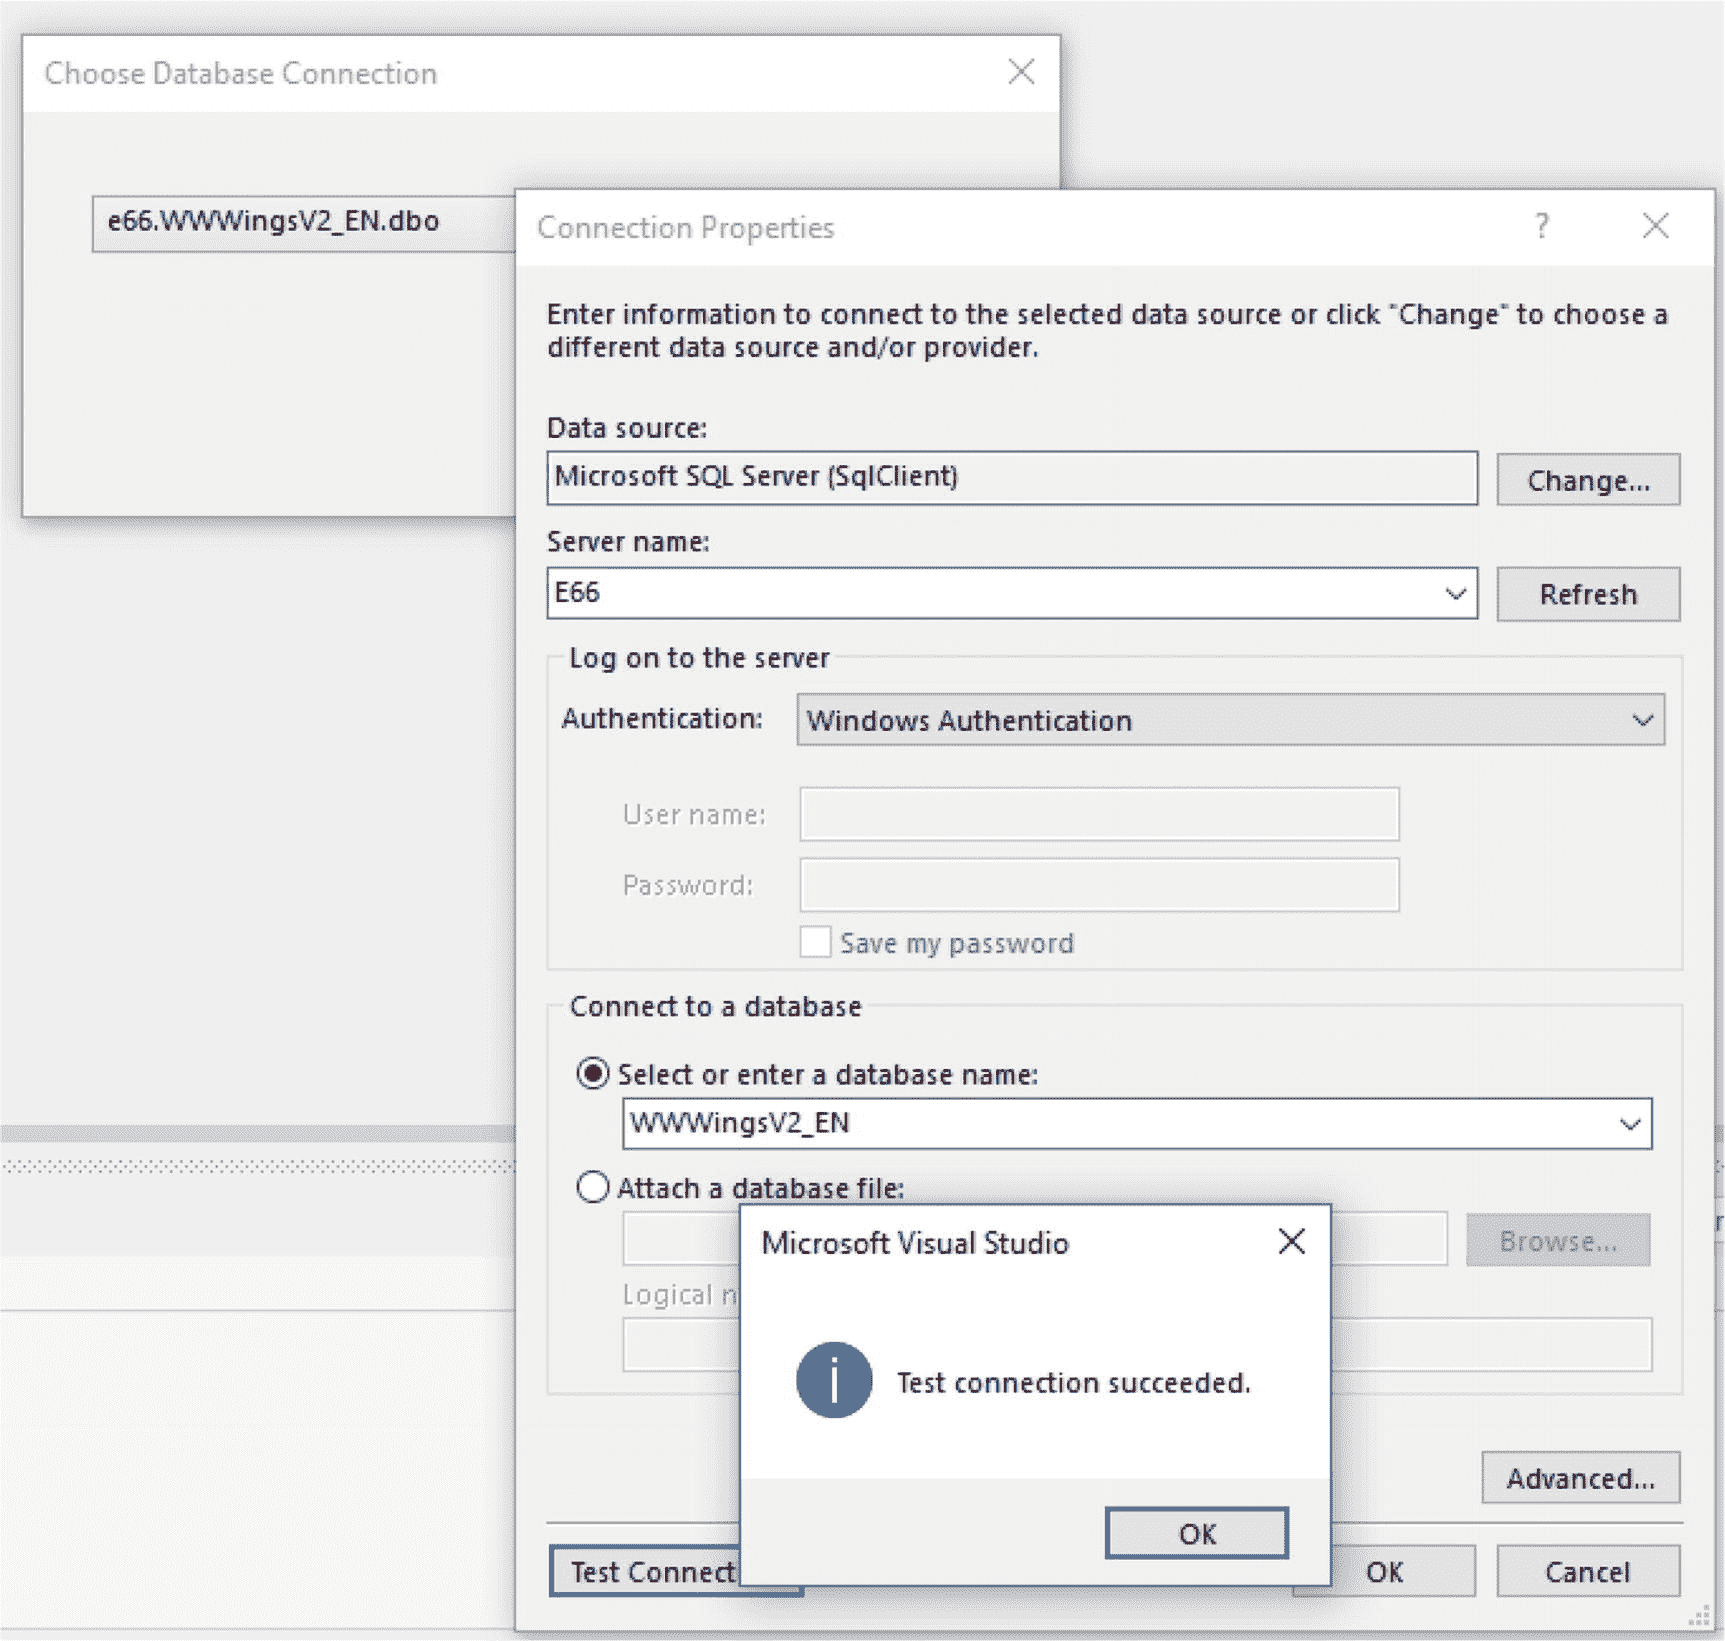 Choose Database Connection
e66.WWWingsV2_EN.dbo
Connection Properties
?
Enter information to connect to the selected data source or click "Change" to choose a
different data source and/or provider.
Data source:
Microsoft SQL Server (SqlClient)
Change...
Server name:
E66
Refresh
Log on to the server
Authentication:
Windows Authentication
User name:
Password:
Save my password
Connect to a database
Select or enter a database name:
WWWingsV2_EN
Attach a database file:
Browse...
Logical n
Microsoft Visual Studio
Test connection succeeded.
OK
Advanced...
Test Connect
OK
Cancel